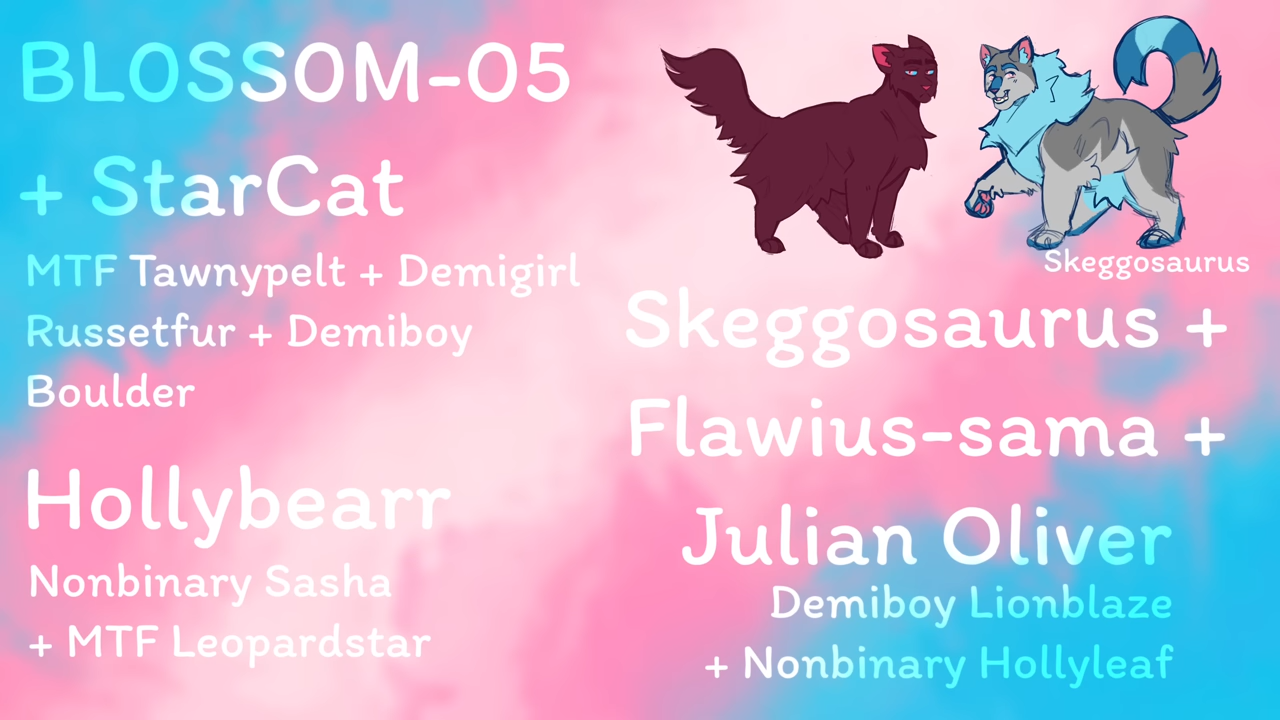 BLOSSOM-05
+ StarCat
MTF Tawnypelt + Demigirl
Russetfur + Demiboy
Boulder
Hollybearr
Nonbinary Sasha
+ MTF Leopardstar
Skeggosaurus
Skeggosaurus +
Flawius-sama +
Julian Oliver
Demiboy Lionblaze
+ Nonbinary Hollyleaf